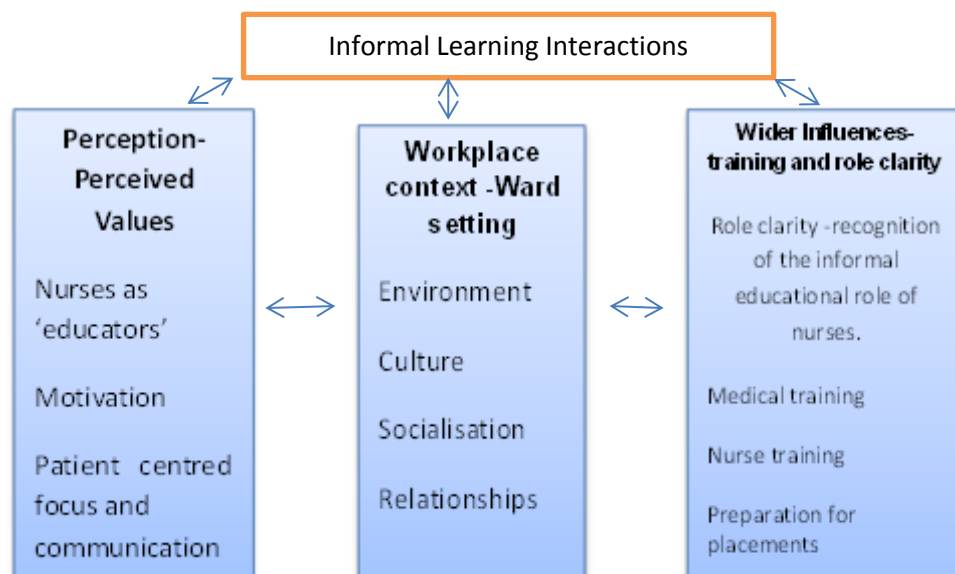 Informal Learning Interactions
Perception-
Perceived
Values
Nurses as
‘educators’
Motivation
Patient centred
focus and
communication
Workplace
context -Ward
setting
Environment
Culture
Socialisation
Relationships
Wider Influences-
training and role clarity
Role clarity -recognition
of the informal
educational role of
nurses.
Medical training
Nurse training
Preparation for
placements